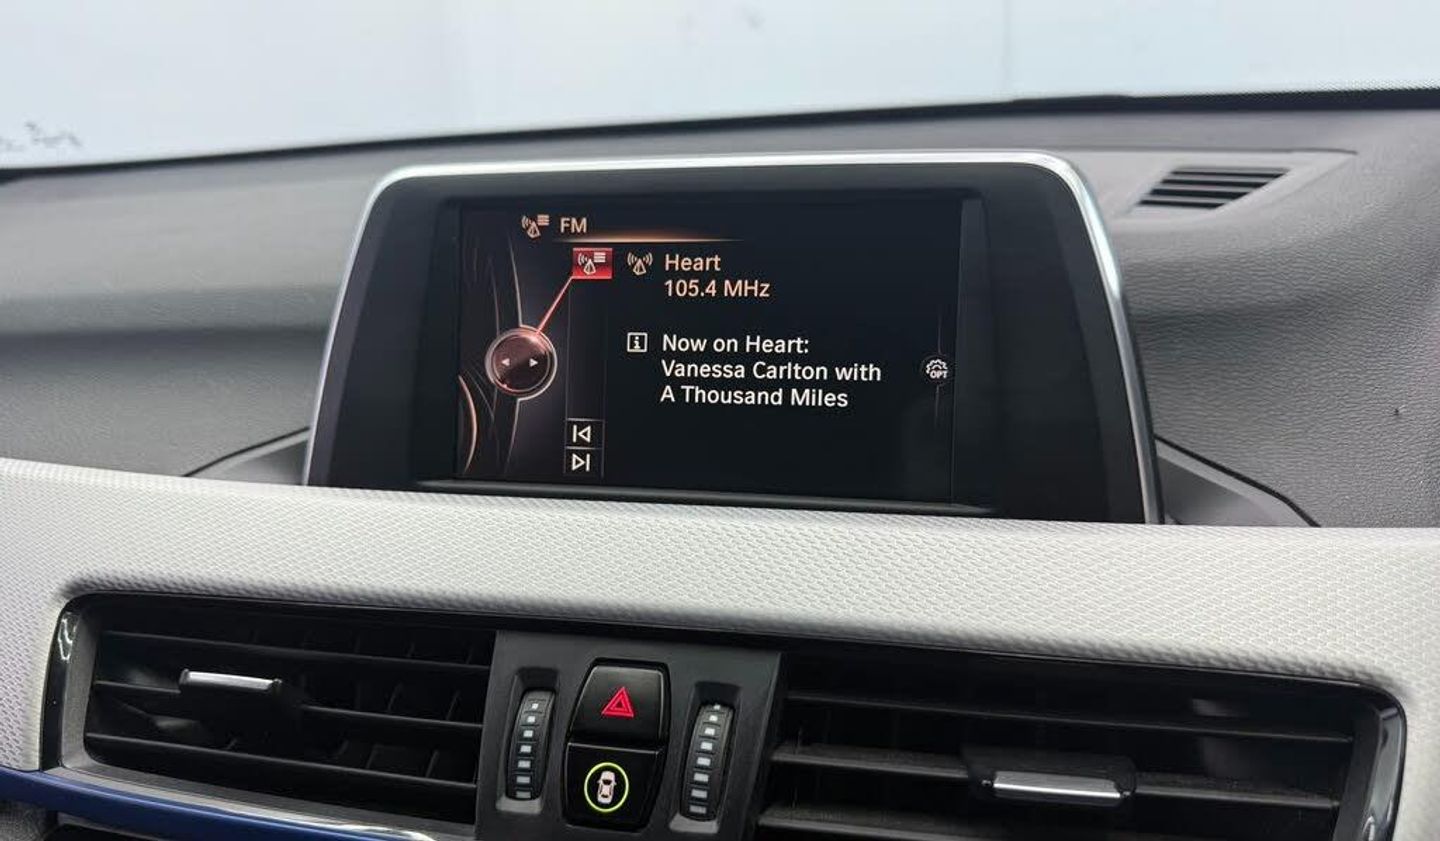 FM
Heart
105.4 MHz
Now on Heart:
Vanessa Carlton with
A Thousand Miles
OPT